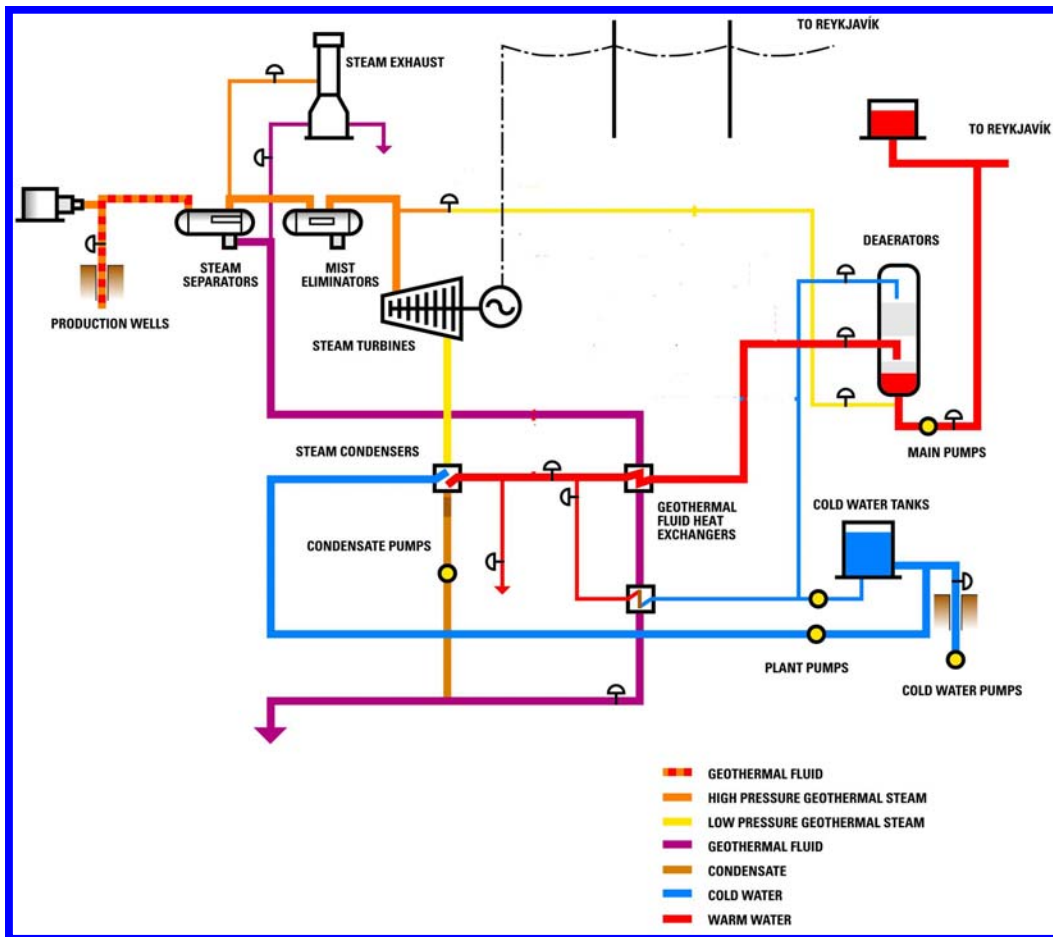 TO REYKJAVÍK
STEAM EXHAUST
TO REYKJAVÍK
DEAERATORS
STEAM
SEPARATORS
MIST
ELIMINATORS
PRODUCTION WELLS
STEAM TURBINES
STEAM CONDENSERS
MAIN PUMPS
GEOTHERMAL
FLUID HEAT
EXCHANGERS
COLD WATER TANKS
CONDENSATE PUMPS
PLANT PUMPS
COLD WATER PUMPS
GEOTHERMAL FLUID
HIGH PRESSURE GEOTHERMAL STEAM
LOW PRESSURE GEOTHERMAL STEAM
GEOTHERMAL FLUID
CONDENSATE
COLD WATER
WARM WATER